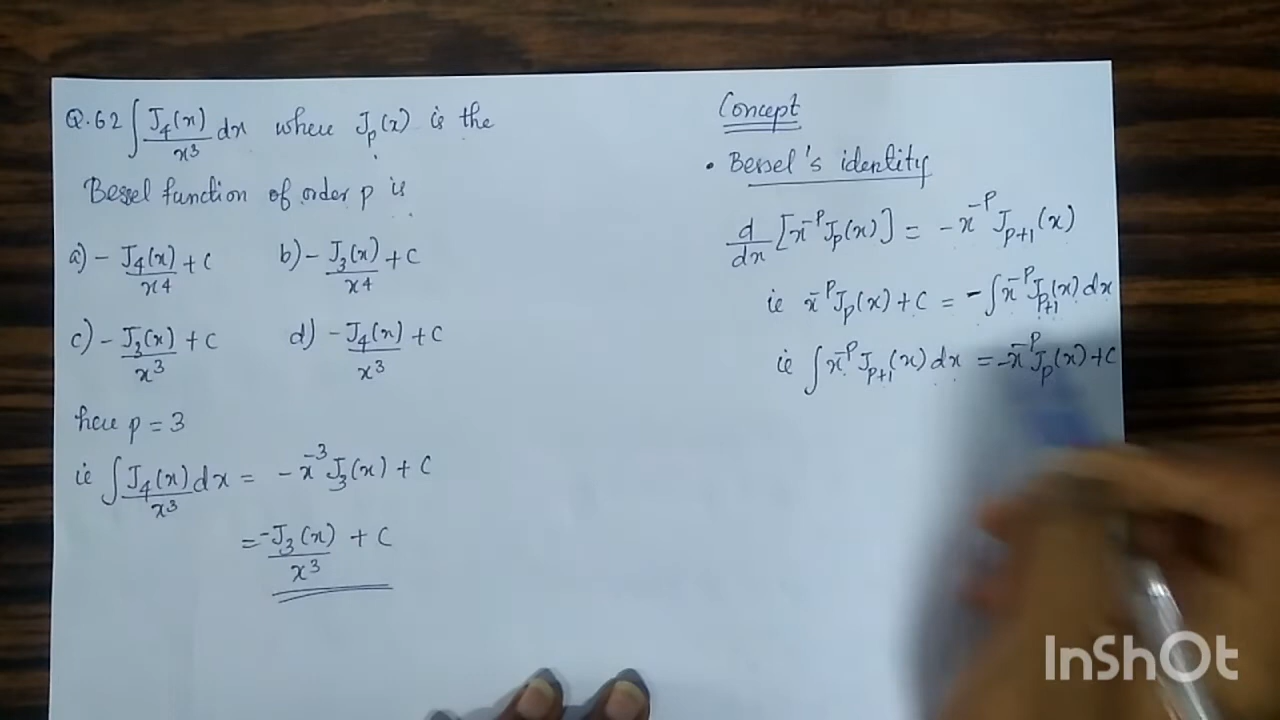 Q.62 ∫ J₄(x)/x³ dx where Jₚ(x) is the
Bessel function of order p is
a) - J₄(x)/x⁴ + C b) - J₃(x)/x⁴ + C
c) - J₃(x)/x³ + C d) - J₄(x)/x³ + C
here p = 3
ie ∫ J₄(x)/x³ dx = - x⁻³ J₃(x) + C
= -J₃(x)/x³ + C
Concept
• Bessel's identity
d/dx [x⁻ᵖ Jₚ(x)] = -x⁻ᵖ Jₚ₊₁(x)
ie x⁻ᵖ Jₚ(x) + C = -∫ x⁻ᵖ Jₚ₊₁(x) dx
ie ∫ x⁻ᵖ Jₚ₊₁(x) dx = -x⁻ᵖ Jₚ(x) + C
InShOt